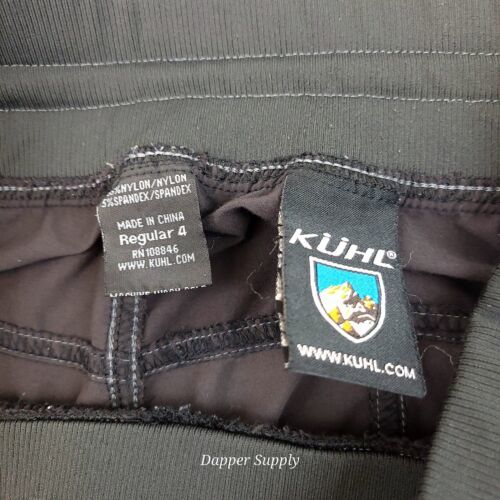 %NYLON/NYLON
5%SPANDEX/SPANDEX
MADE IN CHINA
Regular 4
RN108846
WWW.KUHL.COM
KÜHL®
WWW.KUHL.COM
Dapper Supply